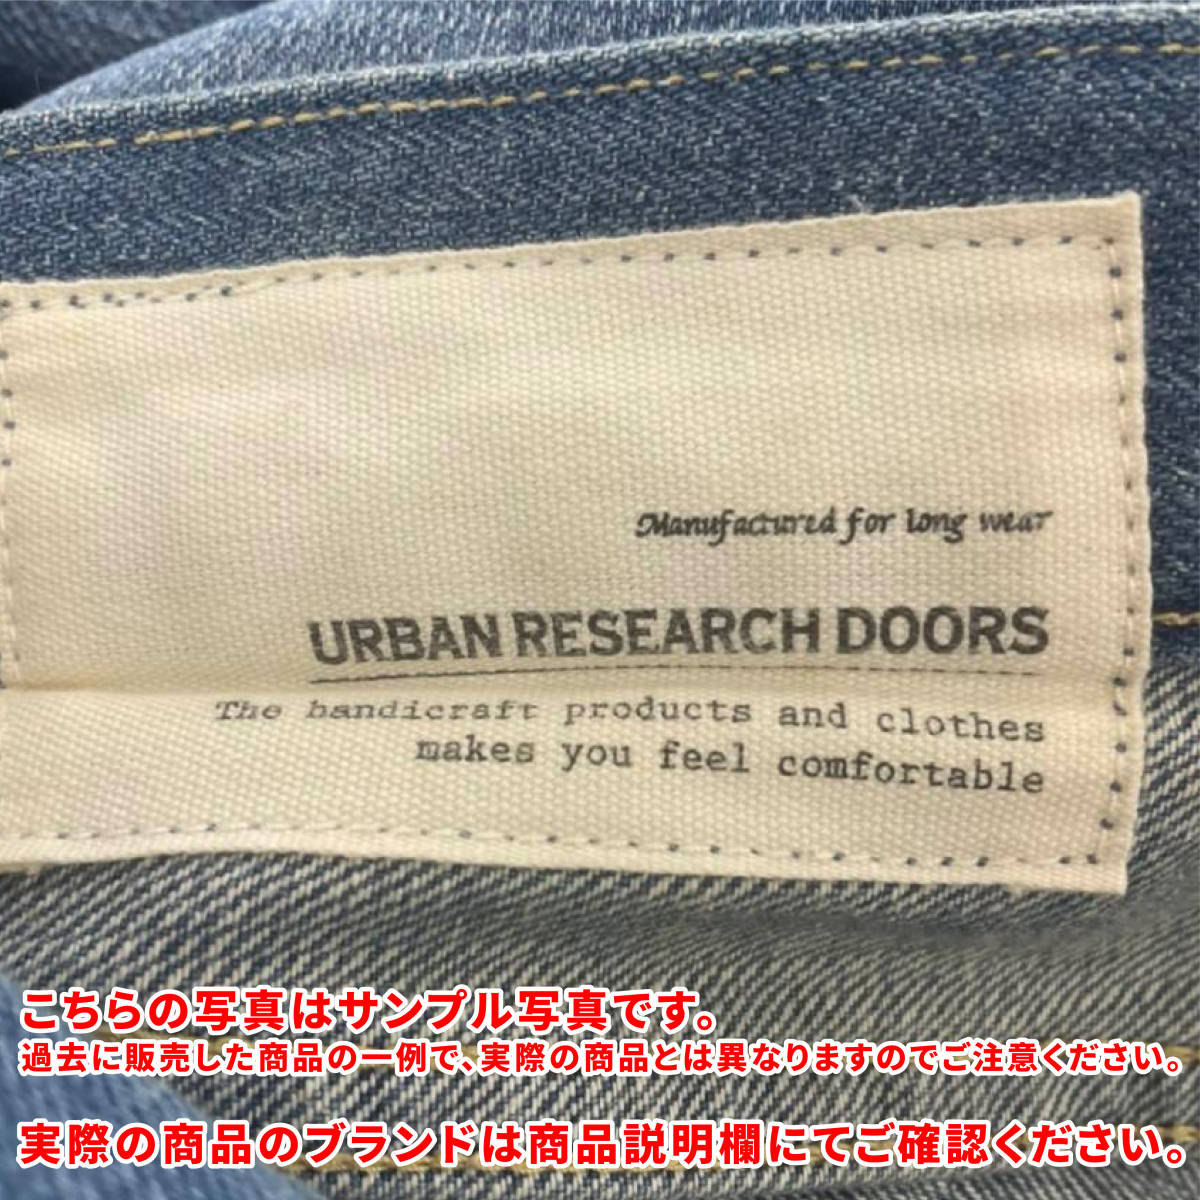 Manufactured for long wear
URBAN RESEARCH DOORS
The handicraft products and clothes
makes you feel comfortable
こちらの写真はサンプル写真です。
過去に販売した商品の一例で、実際の商品とは異なりますのでご注意ください。
実際の商品のブランドは商品説明欄にてご確認ください。